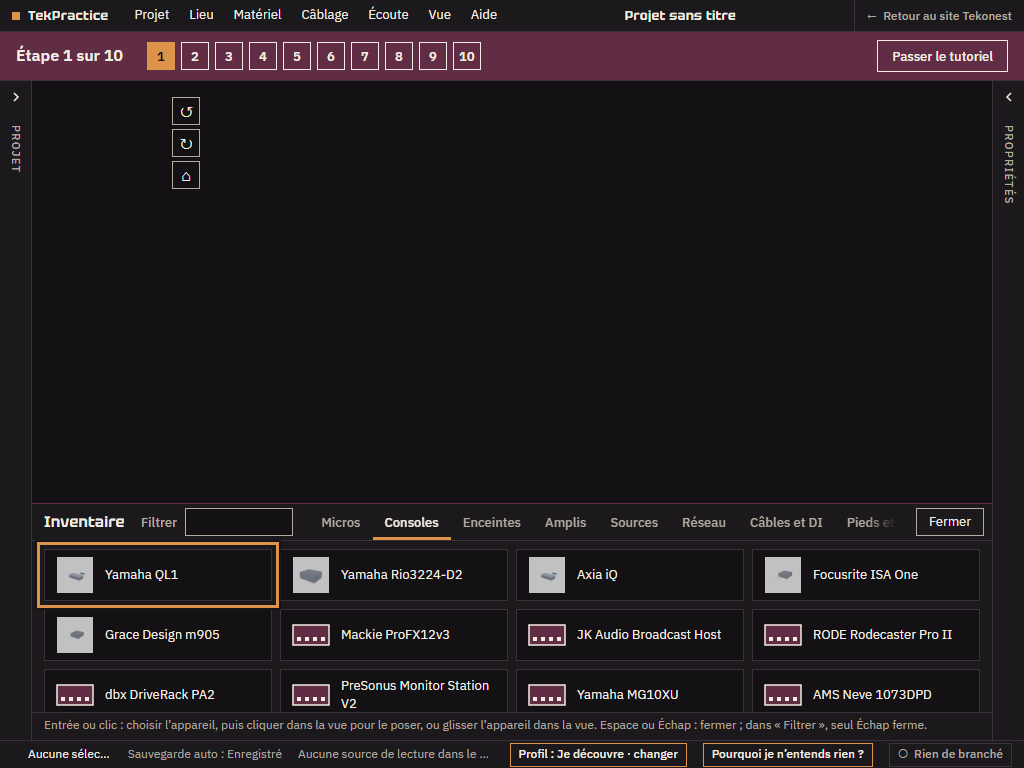 TekPractice Projet Lieu Matériel Câblage Écoute Vue Aide Projet sans titre ← Retour au site Tekonest
Étape 1 sur 10 1 2 3 4 5 6 7 8 9 10 Passer le tutoriel
PROJET
PROPRIÉTÉS
Inventaire Filtrer Micros Consoles Enceintes Amplis Sources Réseau Câbles et DI Pieds et Fermer
Yamaha QL1 Yamaha Rio3224-D2 Axia iQ Focusrite ISA One
Grace Design m905 Mackie ProFX12v3 JK Audio Broadcast Host RODE Rodecaster Pro II
dbx DriveRack PA2 PreSonus Monitor Station V2 Yamaha MG10XU AMS Neve 1073DPD
Entrée ou clic : choisir l'appareil, puis cliquer dans la vue pour le poser, ou glisser l'appareil dans la vue. Espace ou Échap : fermer ; dans « Filtrer », seul Échap ferme.
Aucune sélec... Sauvegarde auto : Enregistré Aucune source de lecture dans le ... Profil : Je découvre · changer Pourquoi je n'entends rien ? Rien de branché